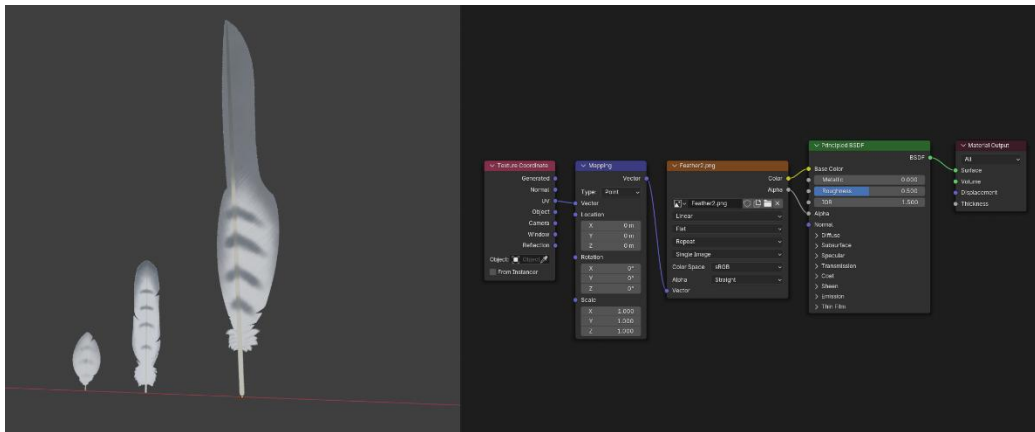 Texture Coordinate
Generated
Normal
UV
Object
Camera
Window
Reflection
Object: Object
From Instancer
Mapping
Vector
Type: Point
Vector
Location
X 0 m
Y 0 m
Z 0 m
Rotation
X 0°
Y 0°
Z 0°
Scale
X 1.000
Y 1.000
Z 1.000
Feather2.png
Color
Alpha
Feather2.png
Linear
Flat
Repeat
Single Image
Color Space sRGB
Alpha Straight
Vector
Principled BSDF
BSDF
Base Color
Metallic 0.000
Roughness 0.500
IOR 1.500
Alpha
Normal
Diffuse
Subsurface
Specular
Transmission
Coat
Sheen
Emission
Thin Film
Material Output
All
Surface
Volume
Displacement
Thickness